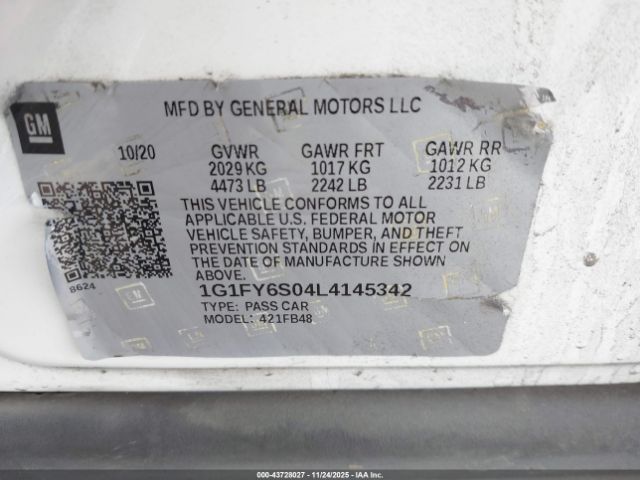 MFD BY GENERAL MOTORS LLC
GM
10/20 GVWR GAWR FRT GAWR RR
2029 KG 1017 KG 1012 KG
4473 LB 2242 LB 2231 LB
THIS VEHICLE CONFORMS TO ALL
APPLICABLE U.S. FEDERAL MOTOR
VEHICLE SAFETY, BUMPER, AND THEFT
PREVENTION STANDARDS IN EFFECT ON
THE DATE OF MANUFACTURE SHOWN
ABOVE.
8624
1G1FY6S04L4145342
TYPE: PASS CAR
MODEL: 421FB48
000-43728027 - 11/24/2025 - IAAI.COM